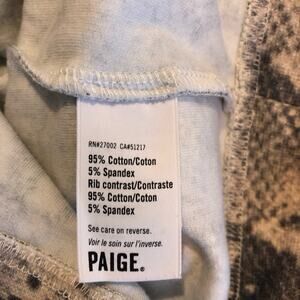 RN#27002 CA#51217
95% Cotton/Coton
5% Spandex
Rib contrast/Contraste
95% Cotton/Coton
5% Spandex
See care on reverse.
Voir le soin sur l'inverse.
PAIGE®